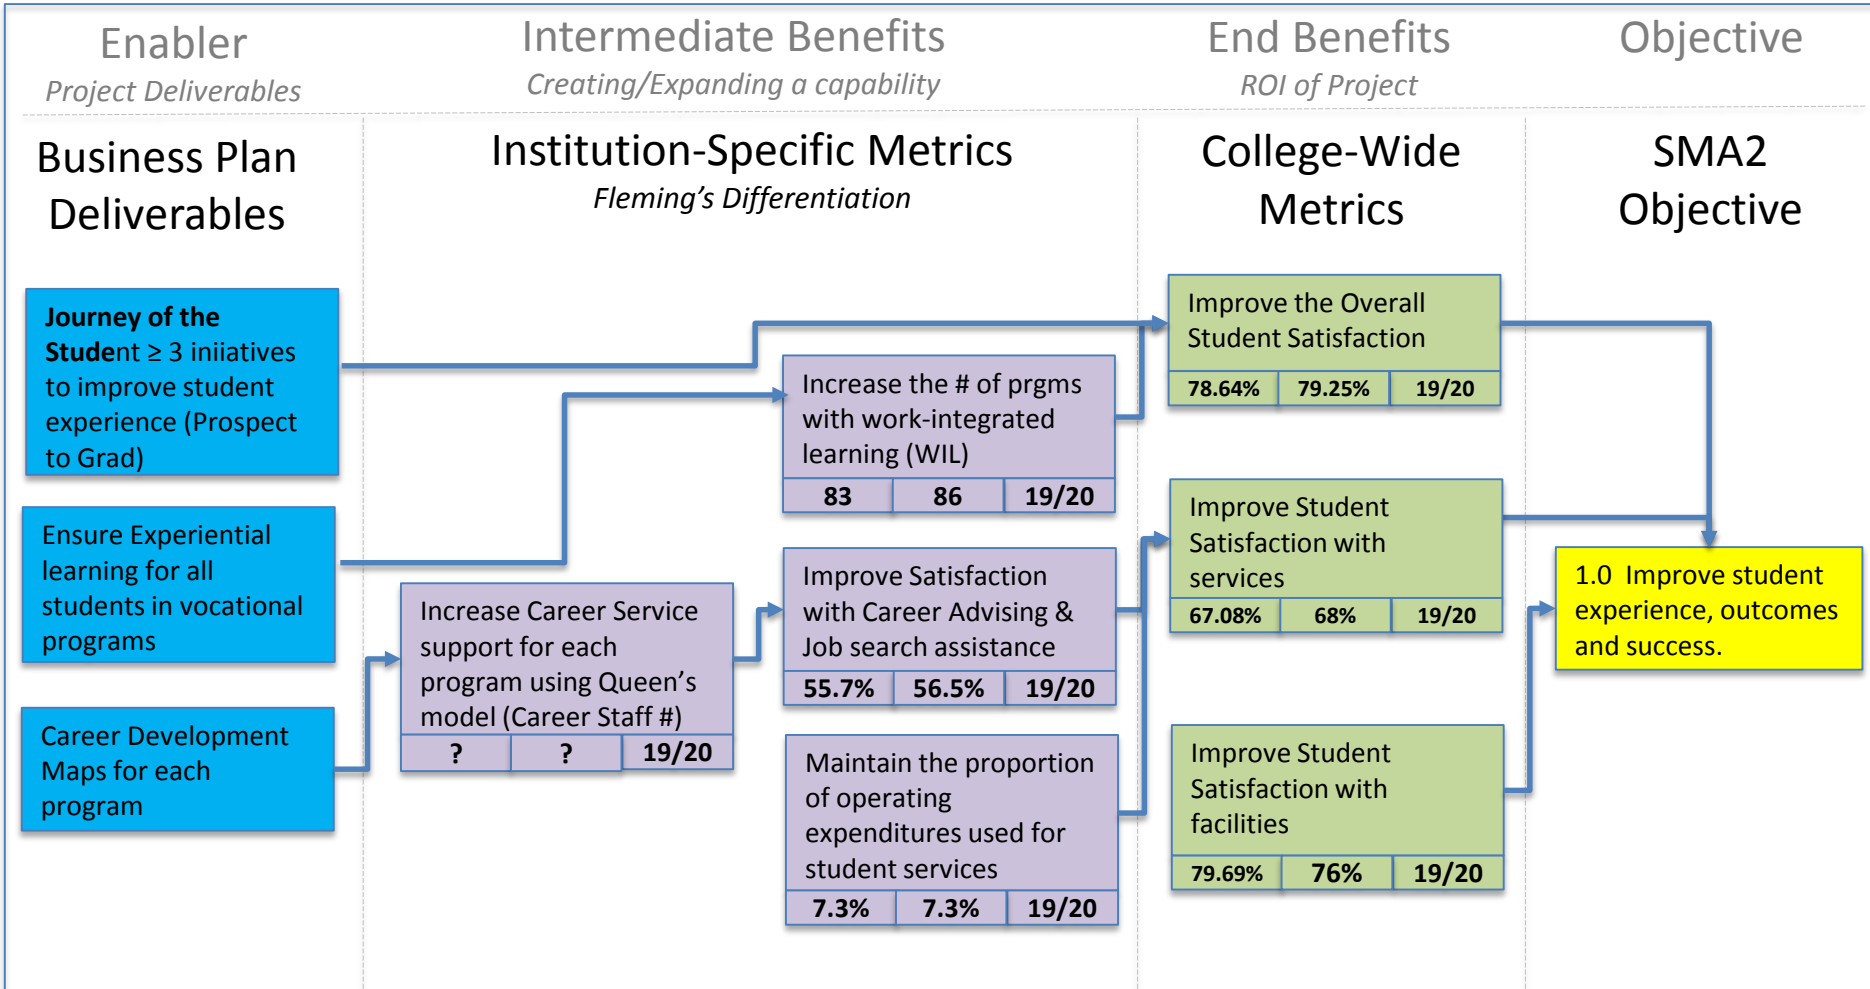 Enabler
Project Deliverables
Intermediate Benefits
Creating/Expanding a capability
End Benefits
ROI of Project
Objective
Business Plan
Deliverables
Institution-Specific Metrics
Fleming’s Differentiation
College-Wide
Metrics
SMA2
Objective
Journey of the
Student ≥ 3 iniiatives
to improve student
experience (Prospect
to Grad)
Ensure Experiential
learning for all
students in vocational
programs
Career Development
Maps for each
program
Increase Career Service
support for each
program using Queen’s
model (Career Staff #)
? ? 19/20
Increase the # of prgms
with work-integrated
learning (WIL)
83 86 19/20
Improve Satisfaction
with Career Advising &
Job search assistance
55.7% 56.5% 19/20
Maintain the proportion
of operating
expenditures used for
student services
7.3% 7.3% 19/20
Improve the Overall
Student Satisfaction
78.64% 79.25% 19/20
Improve Student
Satisfaction with
services
67.08% 68% 19/20
Improve Student
Satisfaction with
facilities
79.69% 76% 19/20
1.0 Improve student
experience, outcomes
and success.